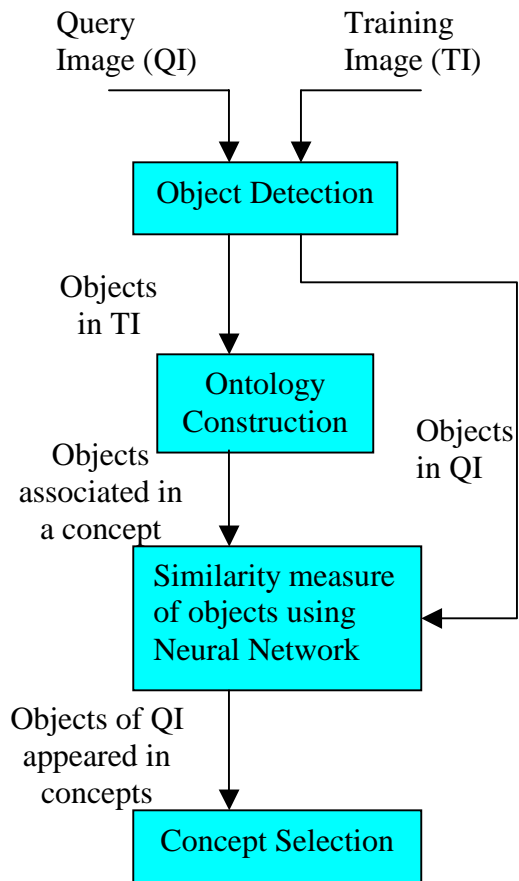 Query
Image (QI)
Training
Image (TI)
Object Detection
Objects
in TI
Ontology
Construction
Objects
in QI
Objects
associated in
a concept
Similarity measure
of objects using
Neural Network
Objects of QI
appeared in
concepts
Concept Selection